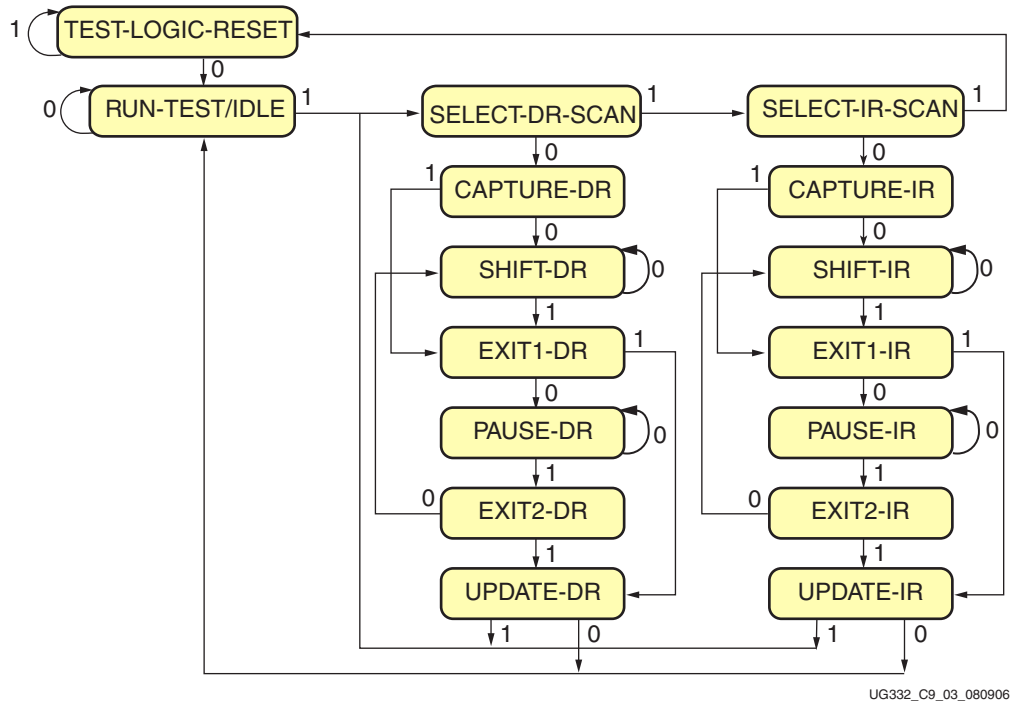 1 TEST-LOGIC-RESET
0
0 RUN-TEST/IDLE 1 SELECT-DR-SCAN 1 SELECT-IR-SCAN 1
0 0
1 CAPTURE-DR 1 CAPTURE-IR
0 0
SHIFT-DR 0 SHIFT-IR 0
1 1
EXIT1-DR 1 EXIT1-IR 1
0 0
PAUSE-DR 0 PAUSE-IR 0
1 1
0 EXIT2-DR 0 EXIT2-IR
1 1
UPDATE-DR UPDATE-IR
1 0 1 0
UG332_C9_03_080906